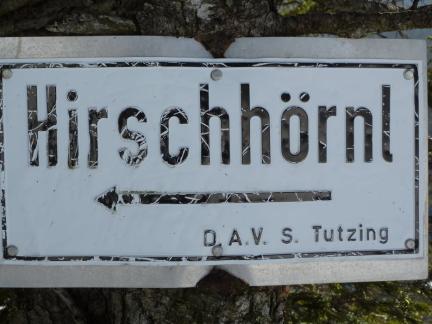 Hirschhörnl
D.A.V. S. Tutzing